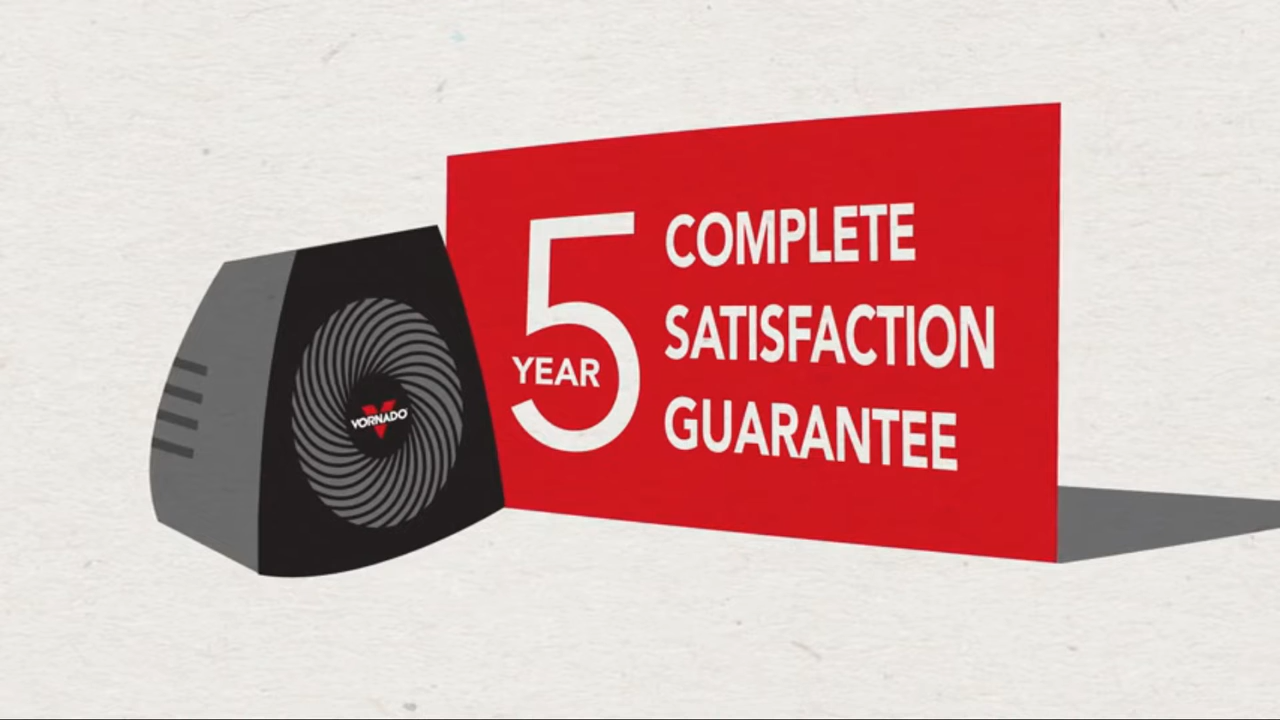 VORNADO
5
YEAR
COMPLETE
SATISFACTION
GUARANTEE